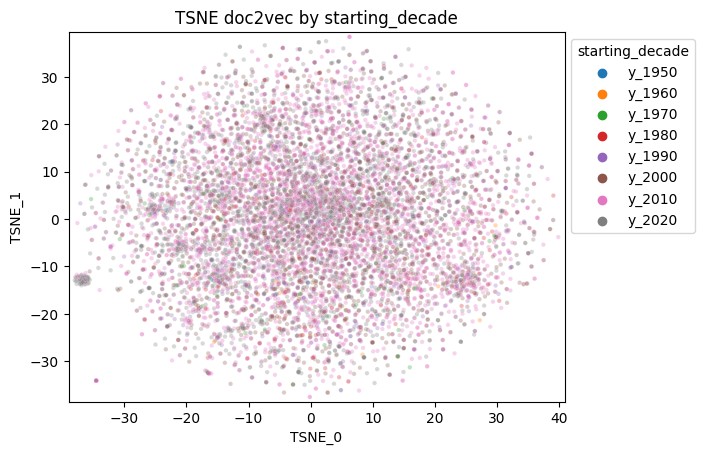 TSNE doc2vec by starting_decade
starting_decade
y_1950
y_1960
y_1970
y_1980
y_1990
y_2000
y_2010
y_2020
TSNE_1
30
20
10
0
−10
−20
−30
−30
−20
−10
0
10
20
30
40
TSNE_0